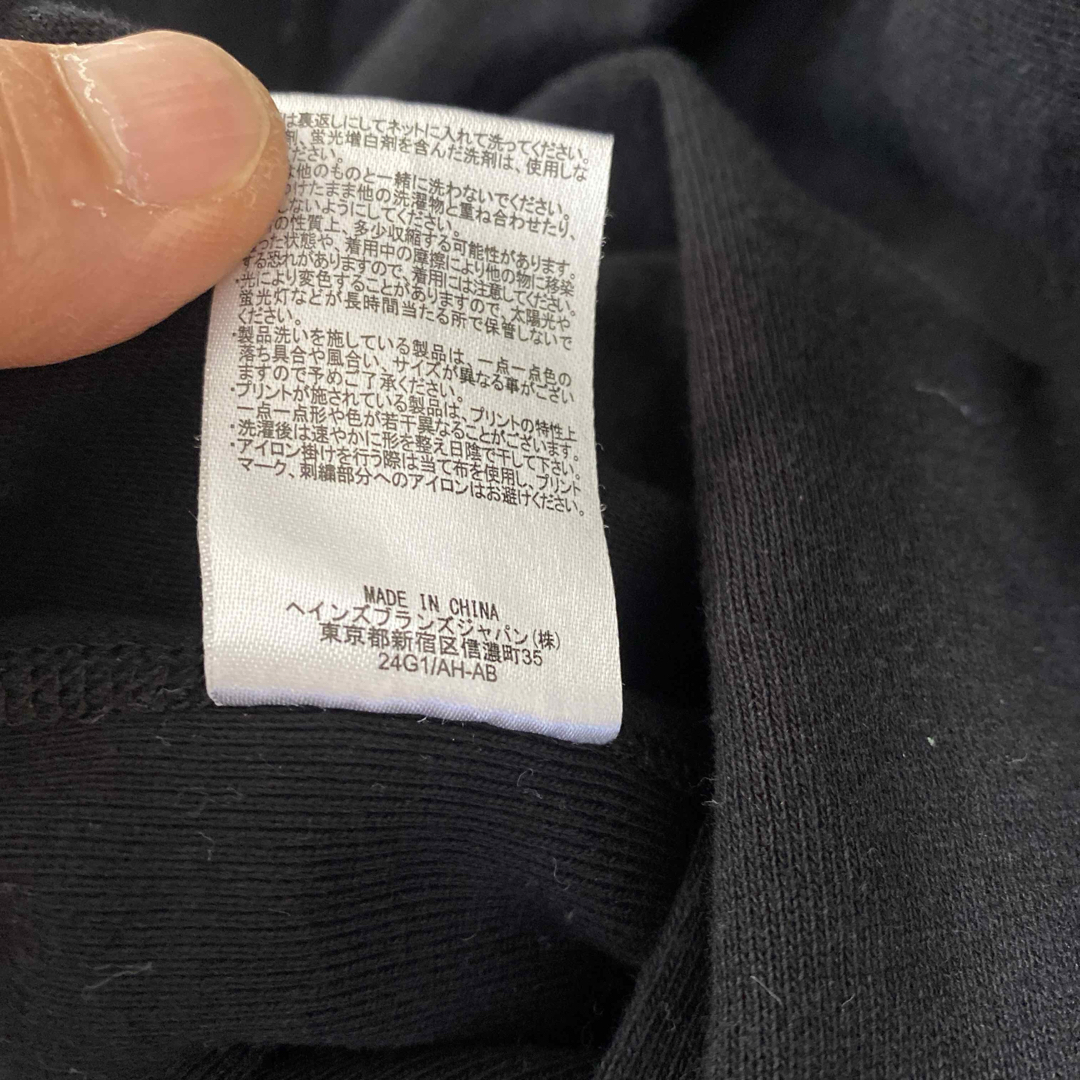 は裏返しにしてネットに入れて洗ってください。
蛍光増白剤を含んだ洗剤は、使用しな
ださい。
他のものと一緒に洗わないでください。
けたまま他の洗濯物と重ね合わせたり、
しないようにしてください。
の性質上、多少収縮する可能性があります。
った状態や、着用中の摩擦により他の物に移染
する恐れがありますので、着用には注意してください。
・光により変色することがありますので、太陽光や
蛍光灯などが長時間当たる所で保管しないで
ください。
・製品洗いを施している製品は、一点一点色の
落ち具合や風合い、サイズが異なる事がござい
ますので予めご了承ください。
・プリントが施されている製品は、プリントの特性上
一点一点形や色が若干異なることがございます。
・洗濯後は速やかに形を整え日陰で干して下さい。
・アイロン掛けを行う際は当て布を使用し、プリント
マーク、刺繍部分へのアイロンはお避けください。
MADE IN CHINA
ヘインズブランズジャパン(株)
東京都新宿区信濃町35
24G1/AH-AB